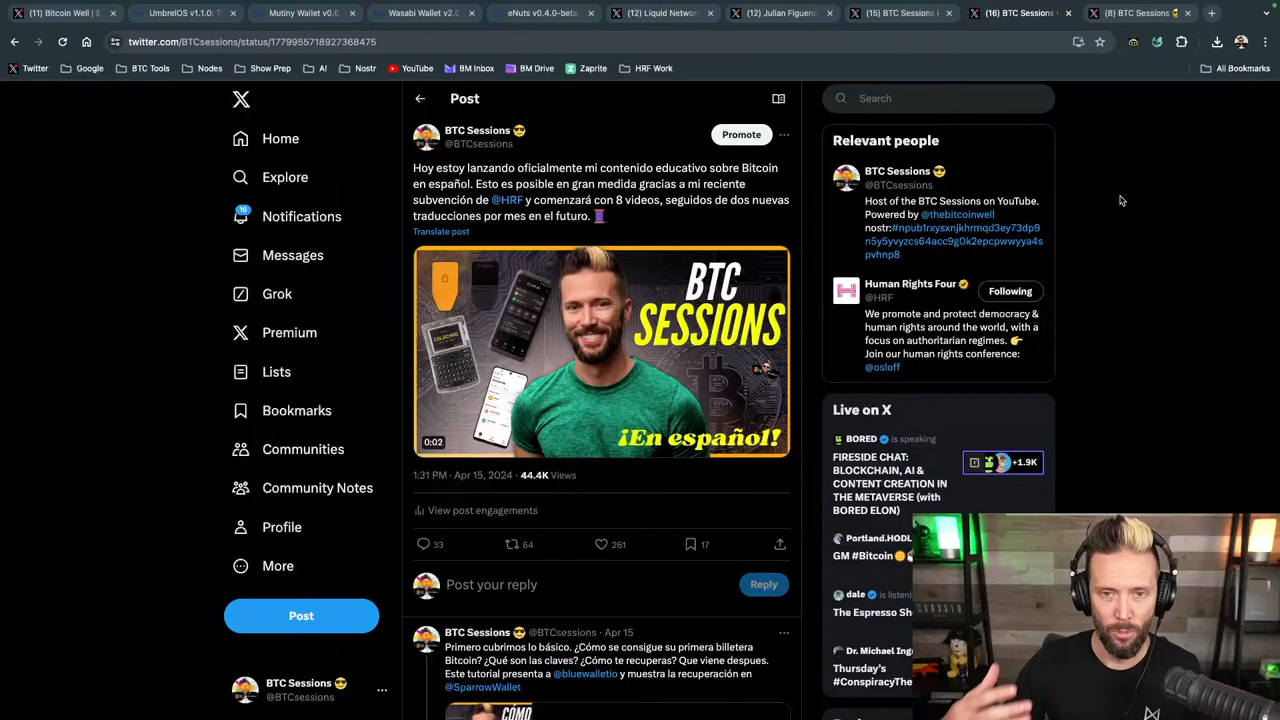 (11) Bitcoin Well | $
UmbrelOS v1.1.0: T
Mutiny Wallet v0.6
Wasabi Wallet v2.0
eNuts v0.4.0-beta
(12) Liquid Networ
(12) Julian Figuero
(15) BTC Sessions
(16) BTC Sessions
(8) BTC Sessions
twitter.com/BTCsessions/status/1779955718927368475
Twitter
Google
BTC Tools
Nodes
Show Prep
AI
Nostr
YouTube
BM Inbox
BM Drive
Zaprite
HRF Work
All Bookmarks
Home
Explore
16
Notifications
Messages
Grok
Premium
Lists
Bookmarks
Communities
Community Notes
Profile
More
Post
BTC Sessions 😎
@BTCsessions
Post
BTC Sessions 😎
@BTCsessions
Promote
Hoy estoy lanzando oficialmente mi contenido educativo sobre Bitcoin
en español. Esto es posible en gran medida gracias a mi reciente
subvención de @HRF y comenzará con 8 videos, seguidos de dos nuevas
traducciones por mes en el futuro. 🧵
Translate post
BTC
SESSIONS
¡En español!
COLDCARD
0:02
1:31 PM · Apr 15, 2024 · 44.4K Views
View post engagements
33
64
261
17
Post your reply
Reply
BTC Sessions 😎 @BTCsessions · Apr 15
Primero cubrimos lo básico. ¿Cómo se consigue su primera billetera
Bitcoin? ¿Qué son las claves? ¿Cómo te recuperas? Que viene despues.
Este tutorial presenta a @bluewalletio y muestra la recuperación en
@SparrowWallet
CÓMO
Search
Relevant people
BTC Sessions 😎
@BTCsessions
Host of the BTC Sessions on YouTube.
Powered by @thebitcoinwell
nostr:#npub1rxysxnjkhrmqd3ey73dp9
n5y5yvyzcs64acc9g0k2epcpwwyya4s
pvhnp8
Human Rights Four
@HRF
Following
We promote and protect democracy &
human rights around the world, with a
focus on authoritarian regimes. 👉
Join our human rights conference:
@osloff
Live on X
BORED is speaking
FIRESIDE CHAT:
BLOCKCHAIN, AI &
CONTENT CREATION IN
THE METAVERSE (with
BORED ELON)
+1.9K
Portland.HODL
GM #Bitcoin
dale is listeni
The Espresso Sh
Dr. Michael Ing
Thursday's
#ConspiracyThe